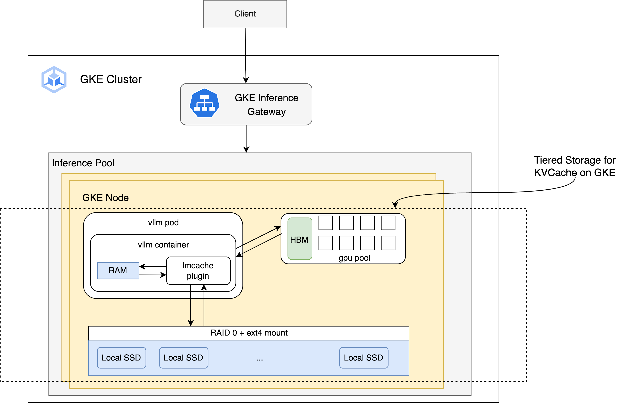 Client
GKE Cluster
GKE Inference
Gateway
Inference Pool
Tiered Storage for
KVCache on GKE
GKE Node
vllm pod
vllm container
RAM
lmcache
plugin
HBM
gpu pool
RAID 0 + ext4 mount
Local SSD
Local SSD
...
Local SSD